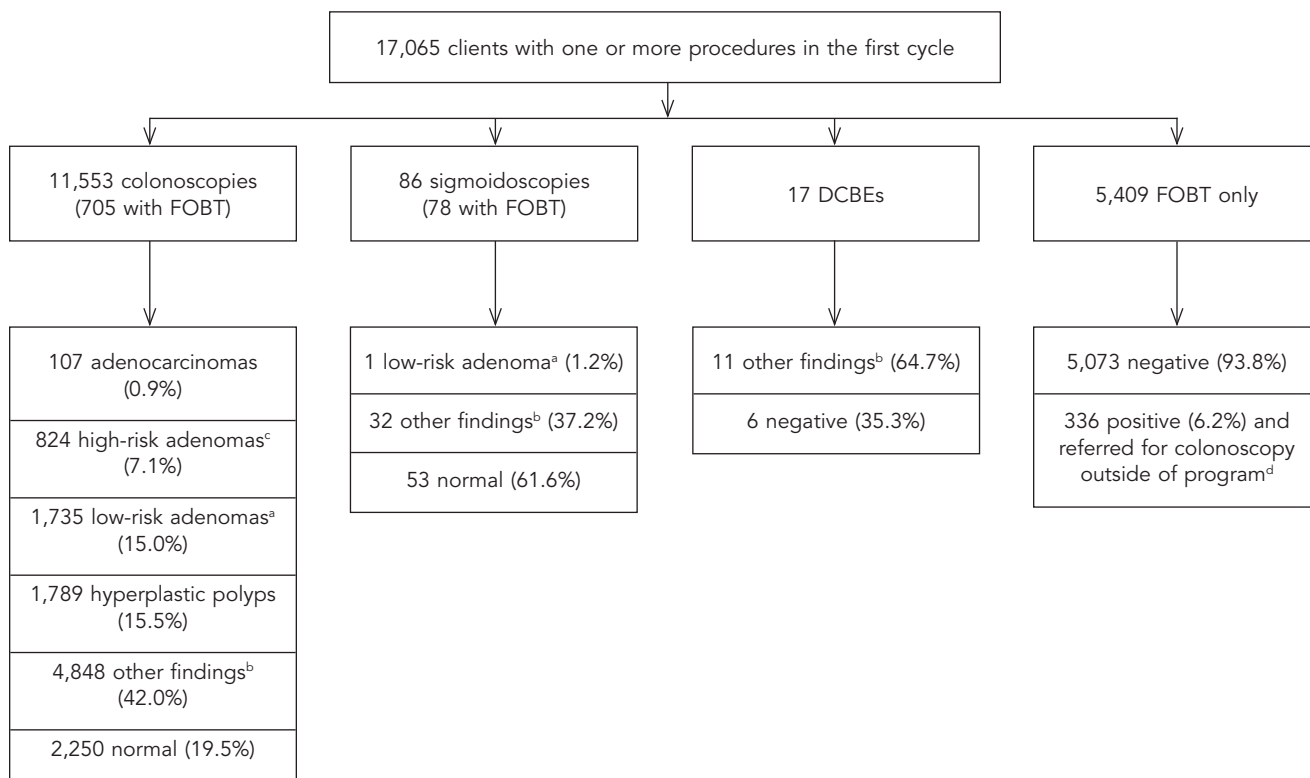 17,065 clients with one or more procedures in the first cycle
11,553 colonoscopies
(705 with FOBT)
86 sigmoidoscopies
(78 with FOBT)
17 DCBEs
5,409 FOBT only
107 adenocarcinomas
(0.9%)
824 high-risk adenomasᶜ
(7.1%)
1,735 low-risk adenomasᵃ
(15.0%)
1,789 hyperplastic polyps
(15.5%)
4,848 other findingsᵇ
(42.0%)
2,250 normal (19.5%)
1 low-risk adenomaᵃ (1.2%)
32 other findingsᵇ (37.2%)
53 normal (61.6%)
11 other findingsᵇ (64.7%)
6 negative (35.3%)
5,073 negative (93.8%)
336 positive (6.2%) and
referred for colonoscopy
outside of programᵈ